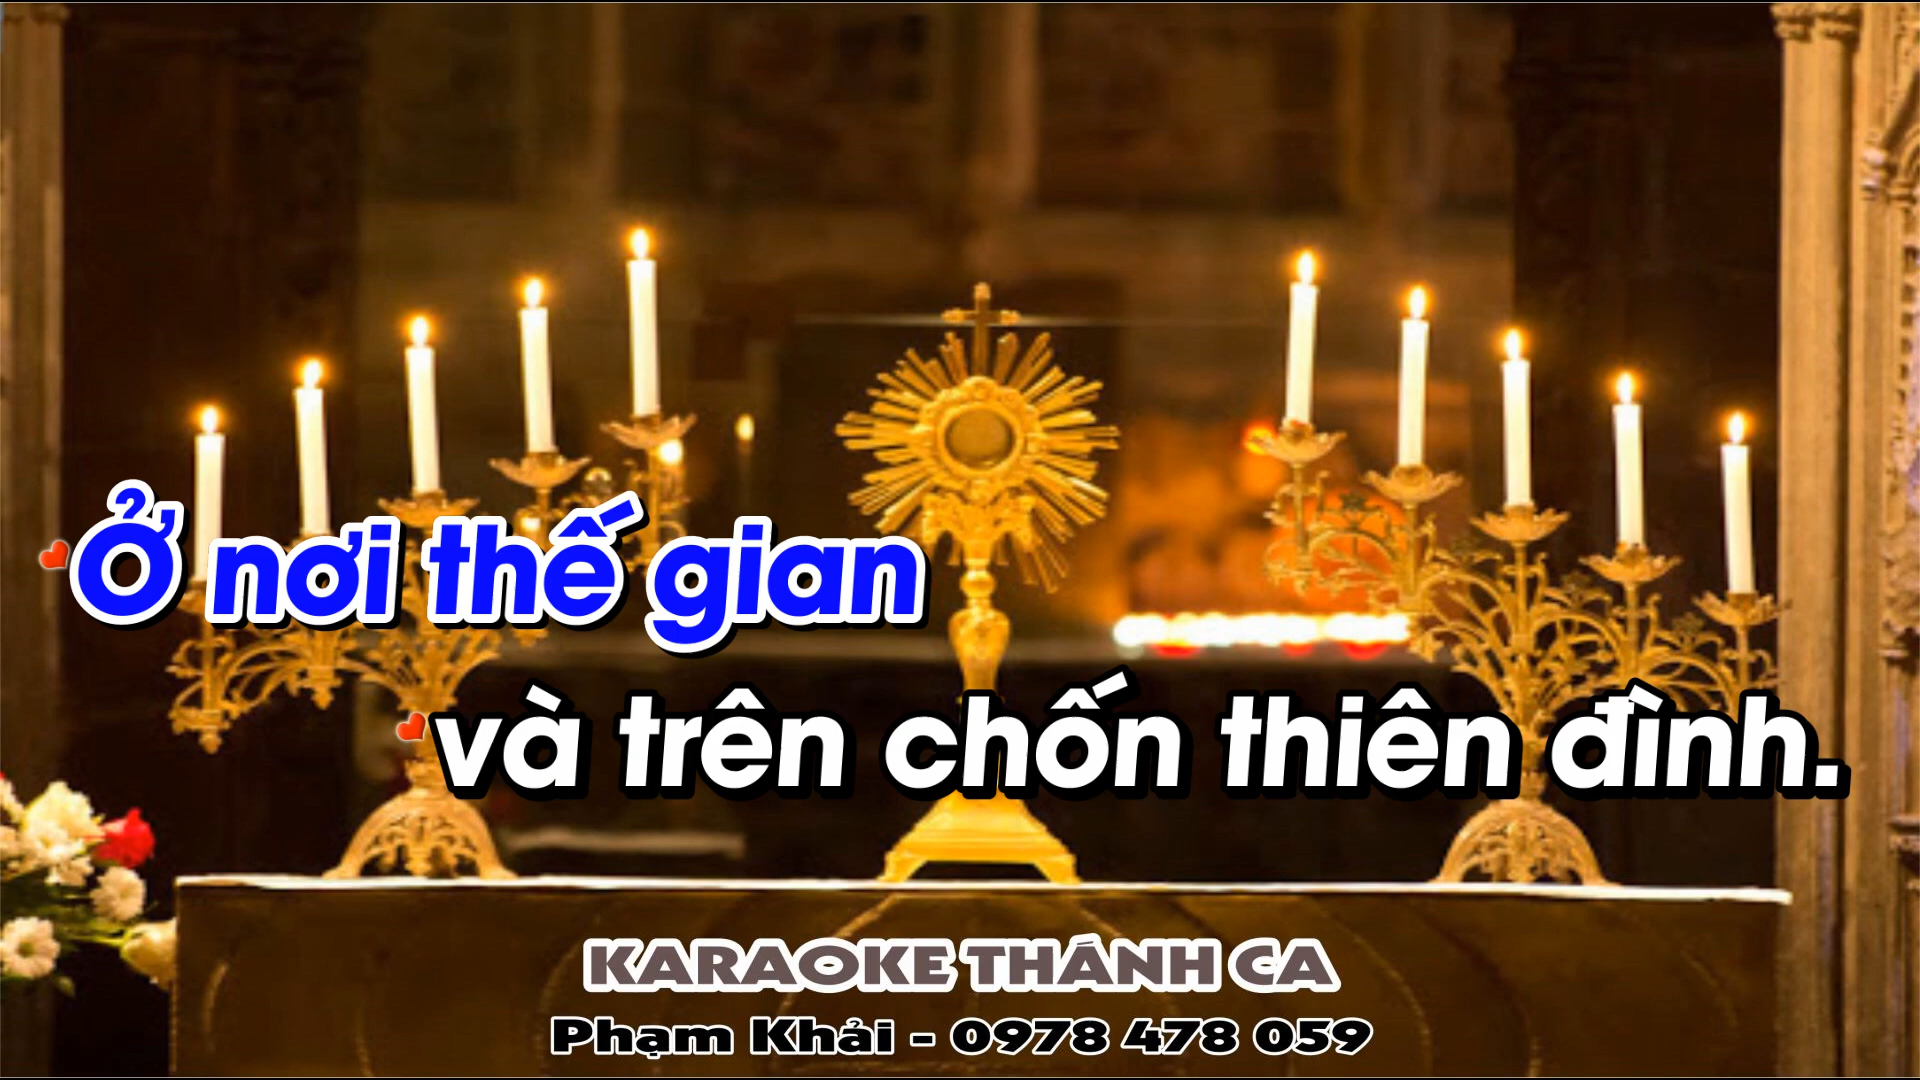 Ở nơi thế gian
và trên chốn thiên đình.
KARAOKE THÁNH CA
Phạm Khải - 0978 478 059